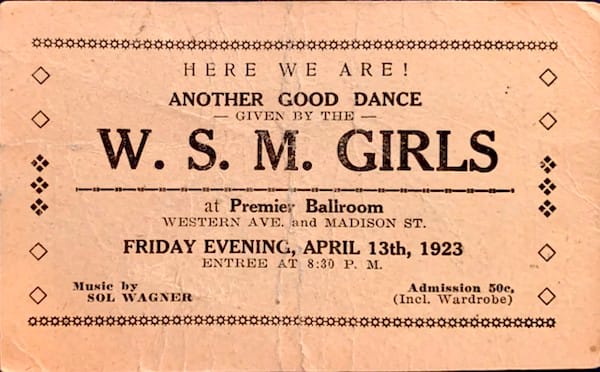 HERE WE ARE!
ANOTHER GOOD DANCE
— GIVEN BY THE —
W. S. M. GIRLS
at Premier Ballroom
WESTERN AVE. and MADISON ST.
FRIDAY EVENING, APRIL 13th, 1923
ENTREE AT 8:30 P. M.
Music by
SOL WAGNER
Admission 50c.
(Incl. Wardrobe)